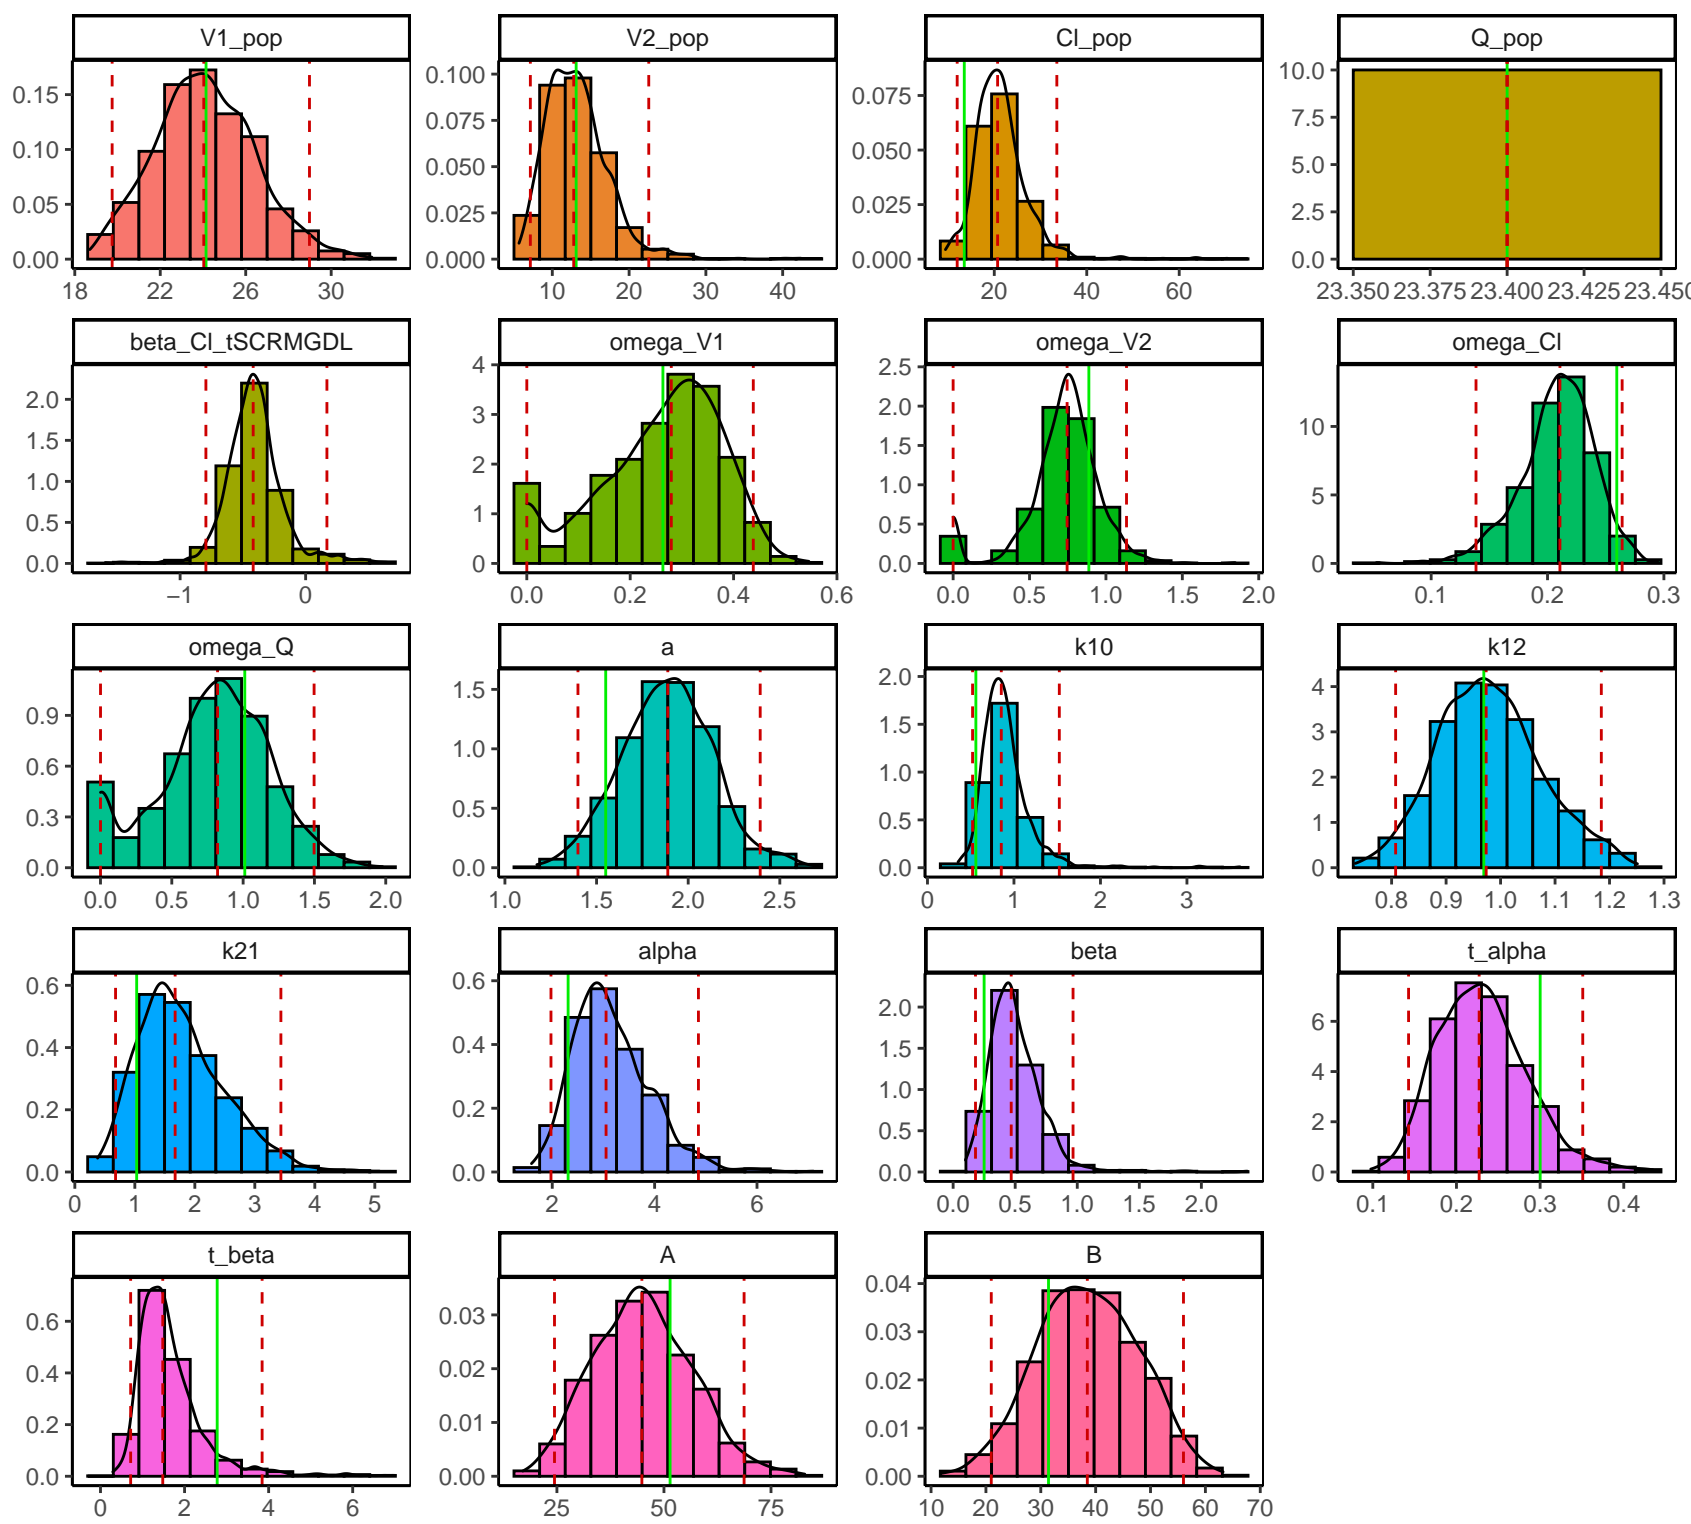 V1_pop V2_pop Cl_pop Q_pop
0.15 0.100 0.075 10.0
0.10 0.075 0.050 7.5
0.05 0.050 0.025 5.0
0.00 0.025 0.000 2.5
0.000 0.0
18 22 26 30 10 20 30 40 20 40 60 23.350 23.375 23.400 23.425 23.450
beta_Cl_tSCRMGDL omega_V1 omega_V2 omega_Cl
2.0 4 2.5 10
1.5 3 2.0 5
1.0 2 1.5 0
0.5 1 1.0
0.0 0 0.5
0.0
−1 0 0.0 0.2 0.4 0.6 0.0 0.5 1.0 1.5 2.0 0.1 0.2 0.3
omega_Q a k10 k12
0.9 1.5 2.0 4
0.6 1.0 1.5 3
0.3 0.5 1.0 2
0.0 0.0 0.5 1
0.0 0
0.0 0.5 1.0 1.5 2.0 1.0 1.5 2.0 2.5 0 1 2 3 0.8 0.9 1.0 1.1 1.2 1.3
k21 alpha beta t_alpha
0.6 0.6 2.0 6
0.4 0.4 1.5 4
0.2 0.2 1.0 2
0.0 0.0 0.5 0
0.0
0 1 2 3 4 5 2 4 6 0.0 0.5 1.0 1.5 2.0 0.1 0.2 0.3 0.4
t_beta A B
0.6 0.03 0.04
0.4 0.02 0.03
0.2 0.01 0.02
0.0 0.00 0.01
0.00
0 2 4 6 25 50 75 10 20 30 40 50 60 70